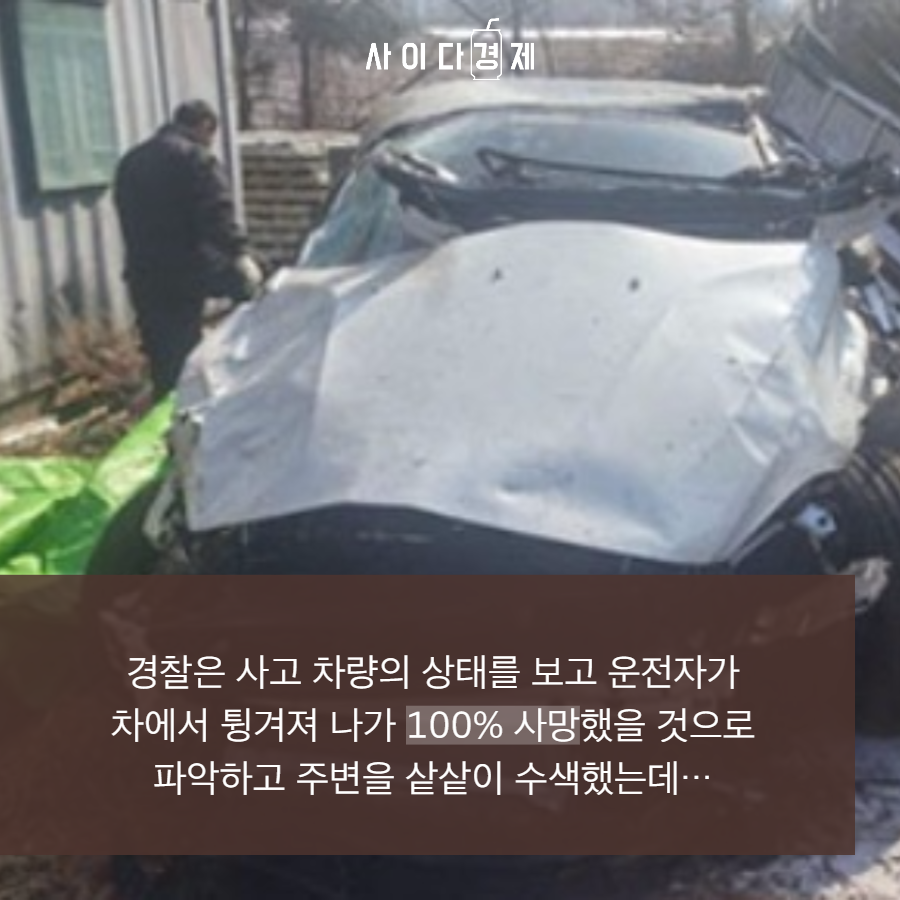 사이다경제
경찰은 사고 차량의 상태를 보고 운전자가
차에서 튕겨져 나가 100% 사망했을 것으로
파악하고 주변을 샅샅이 수색했는데…